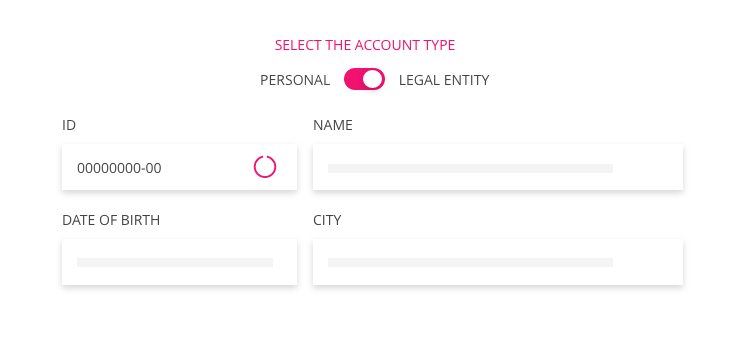 SELECT THE ACCOUNT TYPE
PERSONAL LEGAL ENTITY
ID NAME
00000000-00
DATE OF BIRTH CITY